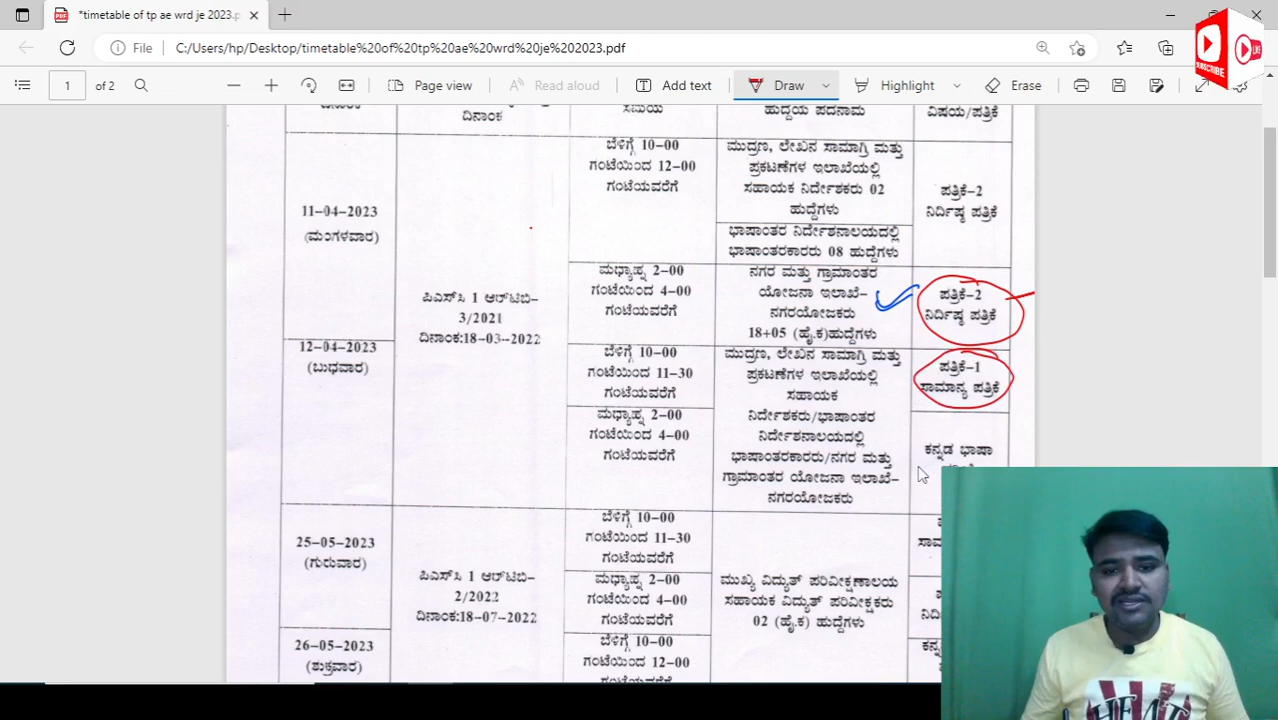 *timetable of tp ae wrd je 2023.p
File
C:/Users/hp/Desktop/timetable%20of%20tp%20ae%20wrd%20je%202023.pdf
1
of 2
Page view
Read aloud
Add text
Draw
Highlight
Erase
SUBSCRIBE
LIVE
ದಿನಾಂಕ
ಸಮಯ
ಹುದ್ದೆಯ ಪದನಾಮ
ವಿಷಯ/ಪತ್ರಿಕೆ
11-04-2023
(ಮಂಗಳವಾರ)
ಬೆಳಿಗ್ಗೆ 10-00
ಗಂಟೆಯಿಂದ 12-00
ಗಂಟೆಯವರೆಗೆ
ಮುದ್ರಣ, ಲೇಖನ ಸಾಮಾಗ್ರಿ ಮತ್ತು
ಪ್ರಕಟಣೆಗಳ ಇಲಾಖೆಯಲ್ಲಿ
ಸಹಾಯಕ ನಿರ್ದೇಶಕರು 02
ಹುದ್ದೆಗಳು
ಭಾಷಾಂತರ ನಿರ್ದೇಶನಾಲಯದಲ್ಲಿ
ಭಾಷಾಂತರಕಾರರು 08 ಹುದ್ದೆಗಳು
ಪತ್ರಿಕೆ-2
ನಿರ್ದಿಷ್ಠ ಪತ್ರಿಕೆ
ಪಿಎಸ್‌ಸಿ 1 ಆರ್‌ಟಿಬಿ-
3/2021
ದಿನಾಂಕ:18-03-2022
ಮಧ್ಯಾಹ್ನ 2-00
ಗಂಟೆಯಿಂದ 4-00
ಗಂಟೆಯವರೆಗೆ
ನಗರ ಮತ್ತು ಗ್ರಾಮಾಂತರ
ಯೋಜನಾ ಇಲಾಖೆ-
ನಗರಯೋಜಕರು
18+05 (ಹೈ.ಕ)ಹುದ್ದೆಗಳು
ಪತ್ರಿಕೆ-2
ನಿರ್ದಿಷ್ಠ ಪತ್ರಿಕೆ
12-04-2023
(ಬುಧವಾರ)
ಬೆಳಿಗ್ಗೆ 10-00
ಗಂಟೆಯಿಂದ 11-30
ಗಂಟೆಯವರೆಗೆ
ಮಧ್ಯಾಹ್ನ 2-00
ಗಂಟೆಯಿಂದ 4-00
ಗಂಟೆಯವರೆಗೆ
ಮುದ್ರಣ, ಲೇಖನ ಸಾಮಾಗ್ರಿ ಮತ್ತು
ಪ್ರಕಟಣೆಗಳ ಇಲಾಖೆಯಲ್ಲಿ
ಸಹಾಯಕ
ನಿರ್ದೇಶಕರು/ಭಾಷಾಂತರ
ನಿರ್ದೇಶನಾಲಯದಲ್ಲಿ
ಭಾಷಾಂತರಕಾರರು/ನಗರ ಮತ್ತು
ಗ್ರಾಮಾಂತರ ಯೋಜನಾ ಇಲಾಖೆ-
ನಗರಯೋಜಕರು
ಪತ್ರಿಕೆ-1
ಸಾಮಾನ್ಯ ಪತ್ರಿಕೆ
ಕನ್ನಡ ಭಾಷಾ
25-05-2023
(ಗುರುವಾರ)
ಪಿಎಸ್‌ಸಿ 1 ಆರ್‌ಟಿಬಿ-
2/2022
ದಿನಾಂಕ:18-07-2022
ಬೆಳಿಗ್ಗೆ 10-00
ಗಂಟೆಯಿಂದ 11-30
ಗಂಟೆಯವರೆಗೆ
ಮಧ್ಯಾಹ್ನ 2-00
ಗಂಟೆಯಿಂದ 4-00
ಗಂಟೆಯವರೆಗೆ
ಮುಖ್ಯ ವಿದ್ಯುತ್ ಪರಿವೀಕ್ಷಣಾಲಯ
ಸಹಾಯಕ ವಿದ್ಯುತ್ ಪರಿವೀಕ್ಷಕರು
02 (ಹೈ.ಕ) ಹುದ್ದೆಗಳು
26-05-2023
(ಶುಕ್ರವಾರ)
ಬೆಳಿಗ್ಗೆ 10-00
ಗಂಟೆಯಿಂದ 12-00
HEAT